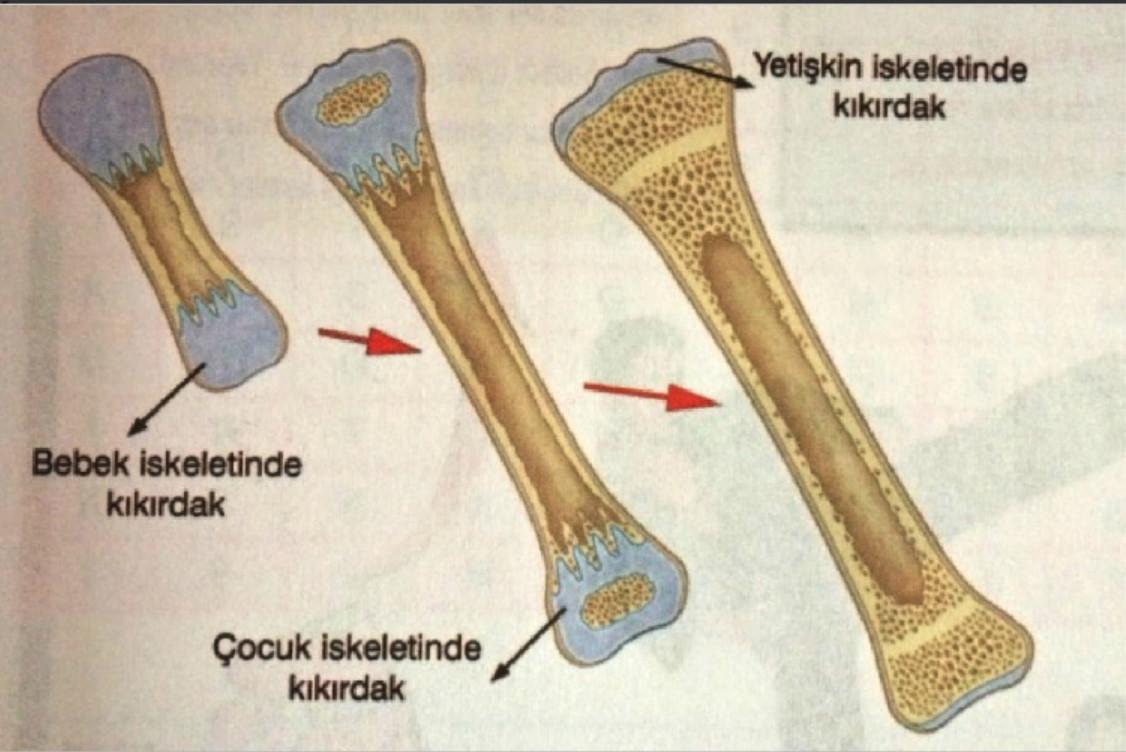 Yetişkin iskeletinde
kıkırdak
Bebek iskeletinde
kıkırdak
Çocuk iskeletinde
kıkırdak